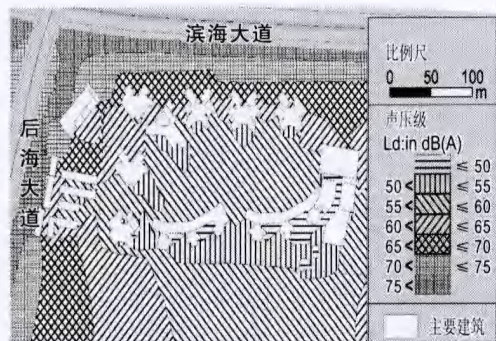 滨海大道
后海大道
比例尺
0 50 100
m
声压级
Ld:in dB(A)
≤ 50
50 < ≤ 55
55 < ≤ 60
60 < ≤ 65
65 < ≤ 70
70 < ≤ 75
75 <
主要建筑